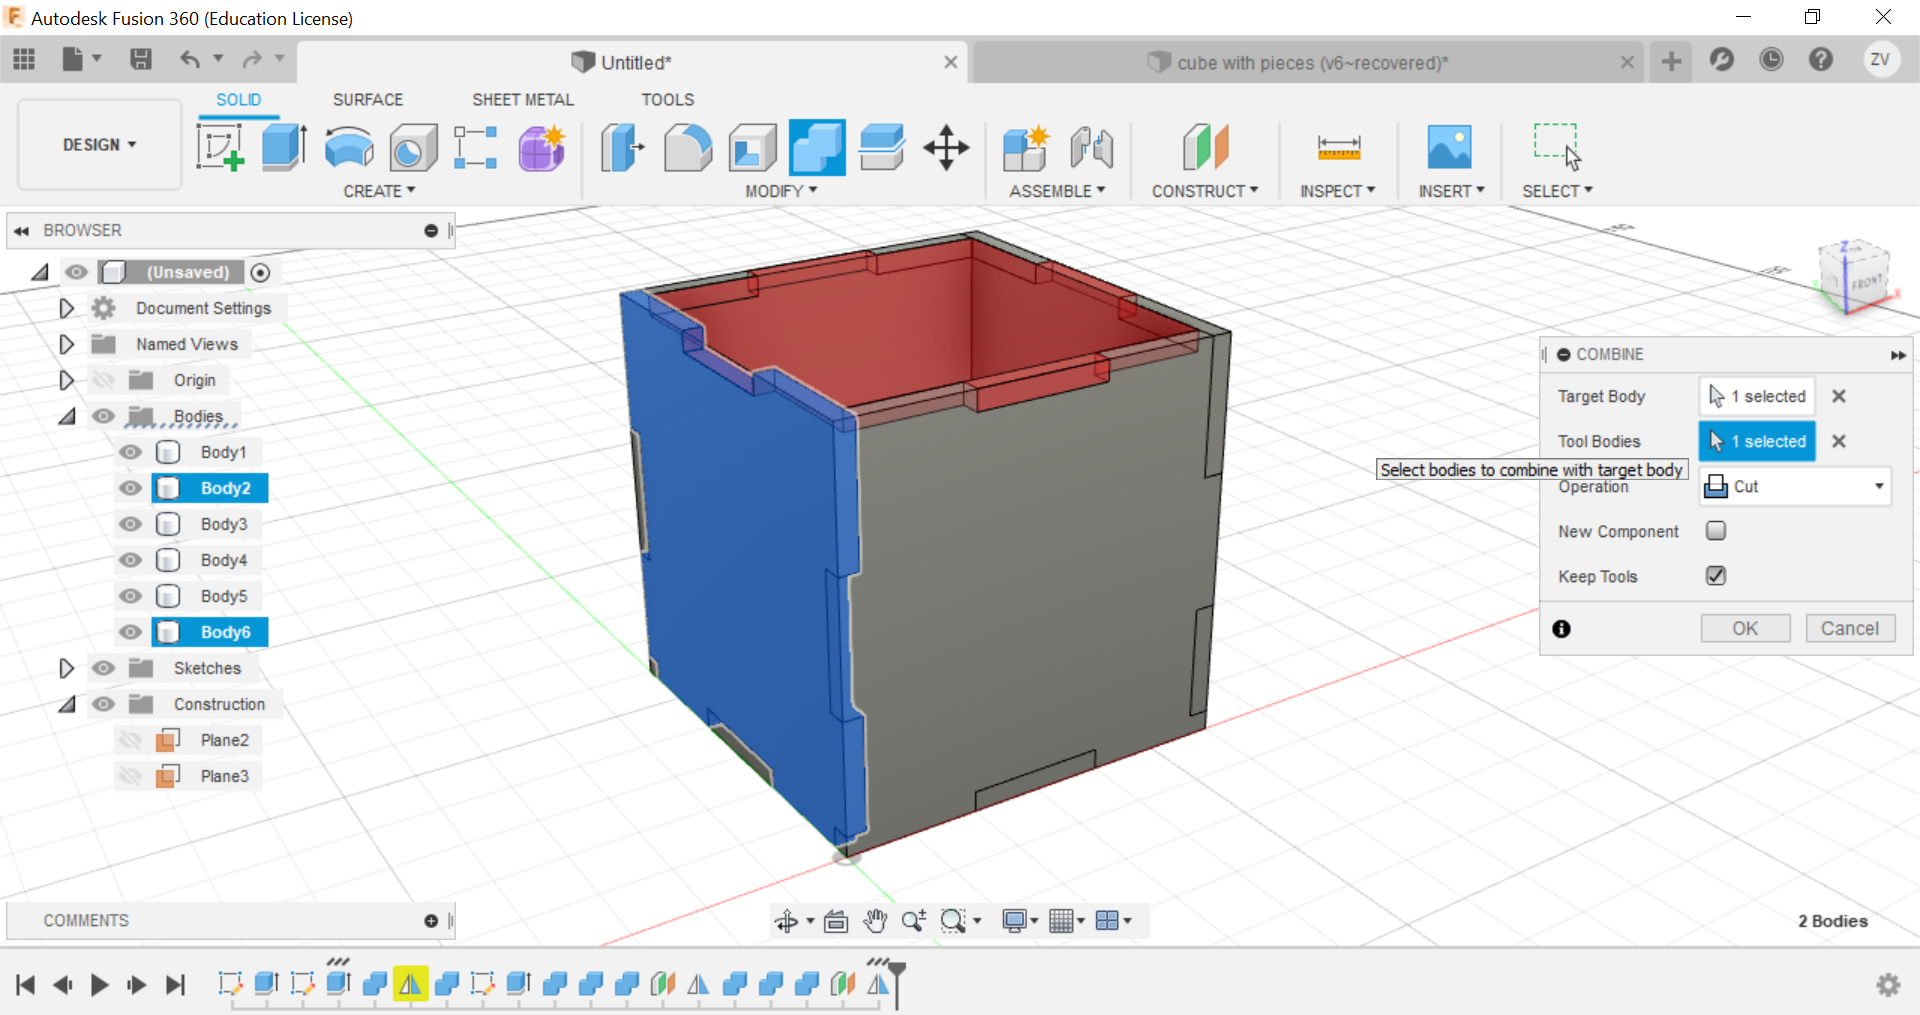 Autodesk Fusion 360 (Education License)
Untitled*
cube with pieces (v6~recovered)*
ZV
SOLID
SURFACE
SHEET METAL
TOOLS
DESIGN
CREATE
MODIFY
ASSEMBLE
CONSTRUCT
INSPECT
INSERT
SELECT
BROWSER
(Unsaved)
Document Settings
Named Views
Origin
Bodies
Body1
Body2
Body3
Body4
Body5
Body6
Sketches
Construction
Plane2
Plane3
Z
FRONT
X
COMBINE
Target Body
1 selected
Tool Bodies
1 selected
Select bodies to combine with target body
Operation
Cut
New Component
Keep Tools
OK
Cancel
COMMENTS
2 Bodies